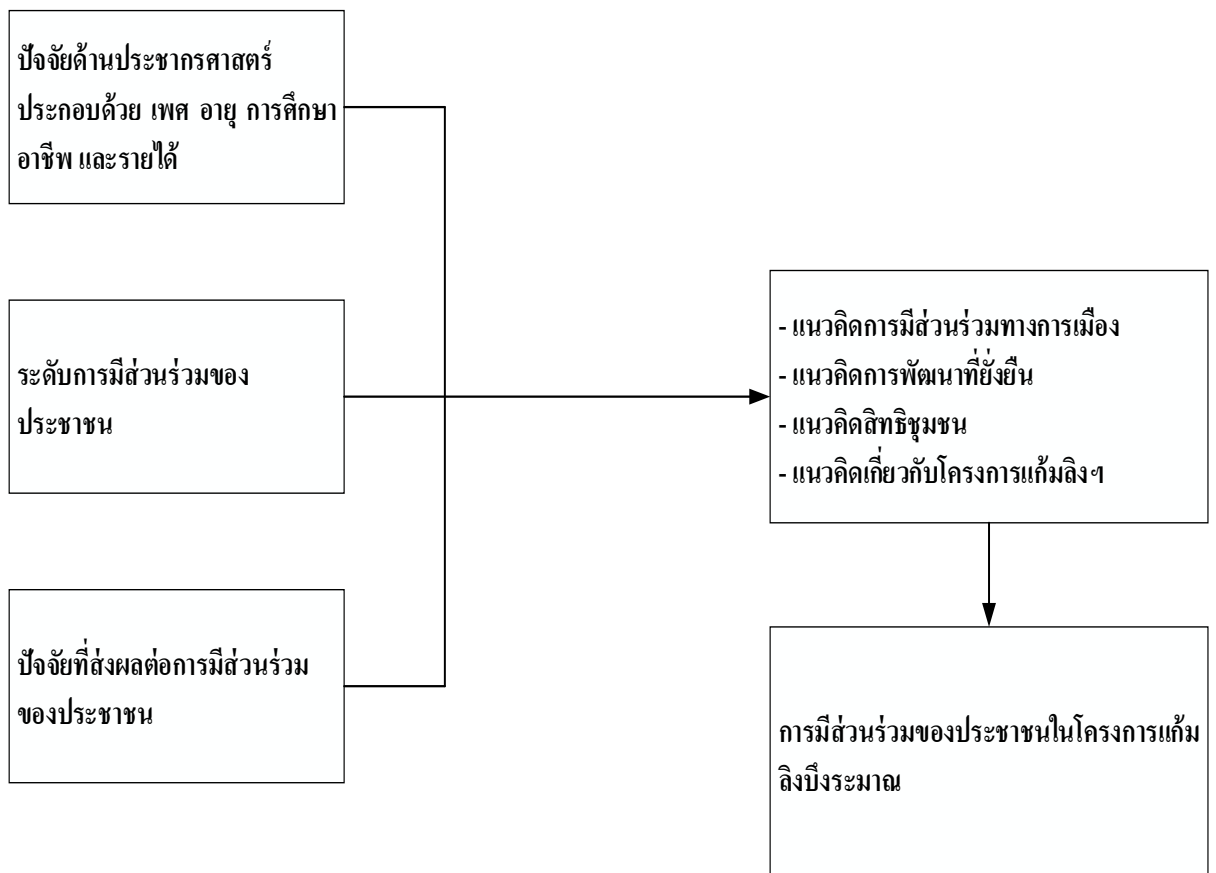 ปัจจัยด้านประชากรศาสตร์
ประกอบด้วย เพศ อายุ การศึกษา
อาชีพ และรายได้
ระดับการมีส่วนร่วมของ
ประชาชน
ปัจจัยที่ส่งผลต่อการมีส่วนร่วม
ของประชาชน
- แนวคิดการมีส่วนร่วมทางการเมือง
- แนวคิดการพัฒนาที่ยั่งยืน
- แนวคิดสิทธิชุมชน
- แนวคิดเกี่ยวกับโครงการแก้มลิงฯ
การมีส่วนร่วมของประชาชนในโครงการแก้ม
ลิงบึงระมาณ